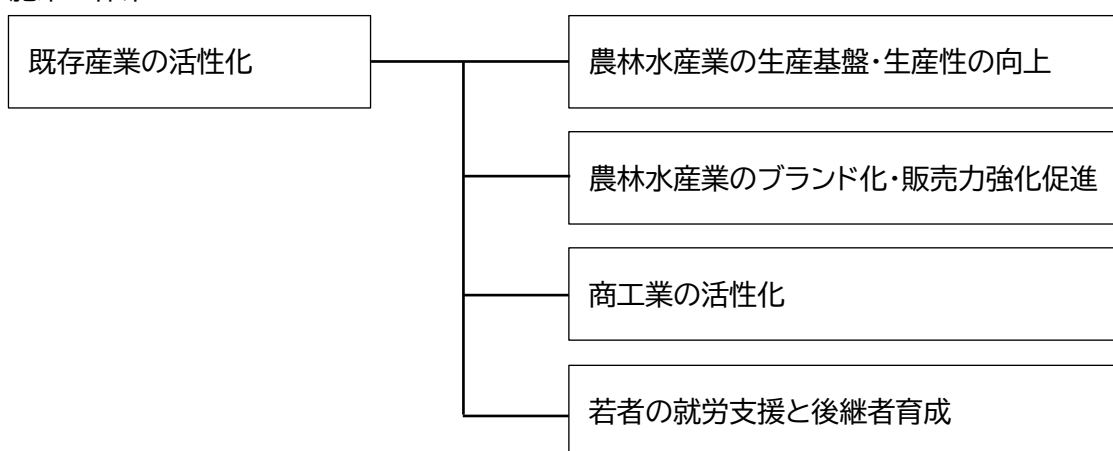 既存産業の活性化
農林水産業の生産基盤・生産性の向上
農林水産業のブランド化・販売力強化促進
商工業の活性化
若者の就労支援と後継者育成